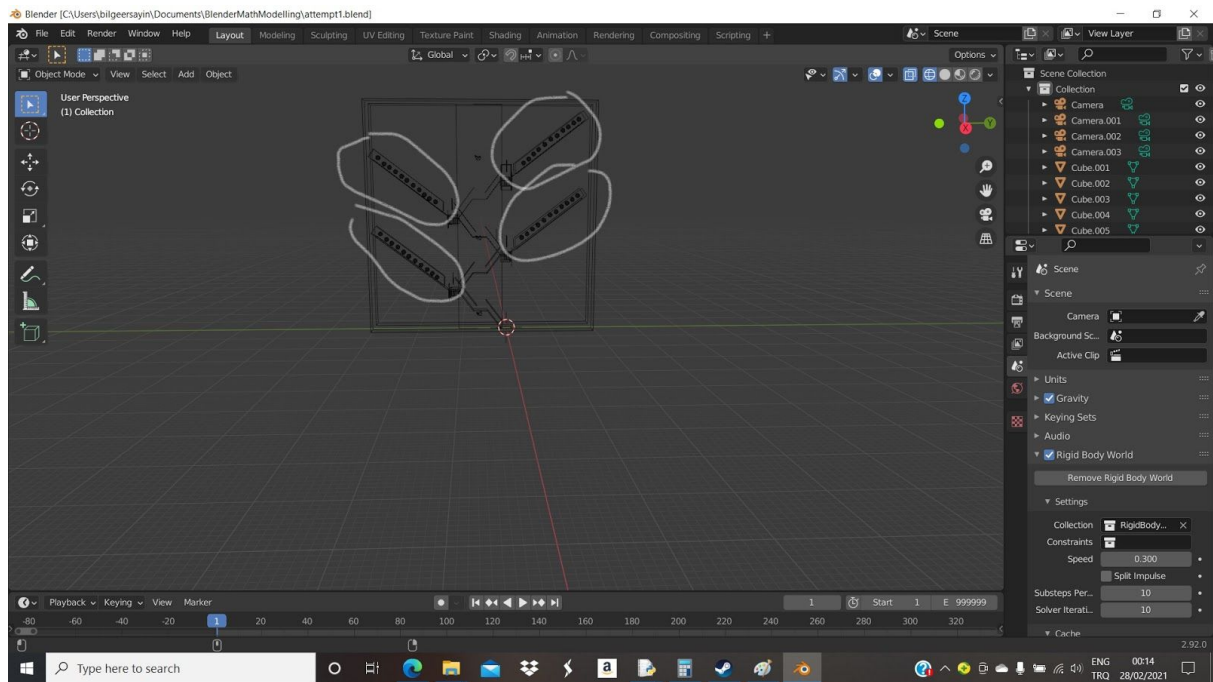 Blender [C:\Users\bilgeersayin\Documents\BlenderMathModelling\attempt1.blend]
File Edit Render Window Help Layout Modeling Sculpting UV Editing Texture Paint Shading Animation Rendering Compositing Scripting + Scene View Layer
Global Options
Object Mode View Select Add Object
User Perspective
(1) Collection
Z
Y
X
Scene Collection
Collection
Camera
Camera.001
Camera.002
Camera.003
Cube.001
Cube.002
Cube.003
Cube.004
Cube.005
Scene
Scene
Camera
Background Sc...
Active Clip
Units
Gravity
Keying Sets
Audio
Rigid Body World
Remove Rigid Body World
Settings
Collection RigidBody...
Constraints
Speed 0.300
Split Impulse
Substeps Per... 10
Solver Iterati... 10
Cache
Playback Keying View Marker 1 Start 1 E 999999
-80 -60 -40 -20 1 20 40 60 80 100 120 140 160 180 200 220 240 260 280 300 320
2.92.0
Type here to search
ENG 00:14
TRQ 28/02/2021